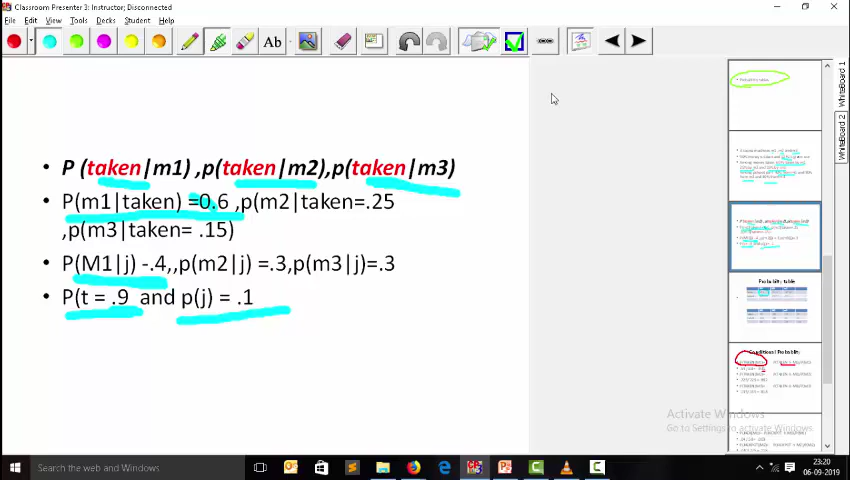 Classroom Presenter 3: Instructor; Disconnected
File Edit View Tools Decks Student Help
Ab
P (taken|m1) ,p(taken|m2),p(taken|m3)
P(m1|taken) =0.6 ,p(m2|taken=.25
,p(m3|taken= .15)
P(M1|j) -.4,,p(m2|j) =.3,p(m3|j)=.3
P(t = .9 and p(j) = .1
WhiteBoard 1
WhiteBoard 2
Probability table
Conditional Probability
Activate Windows
Go to Settings to activate Windows.
Search the web and Windows
23:20
06-09-2019